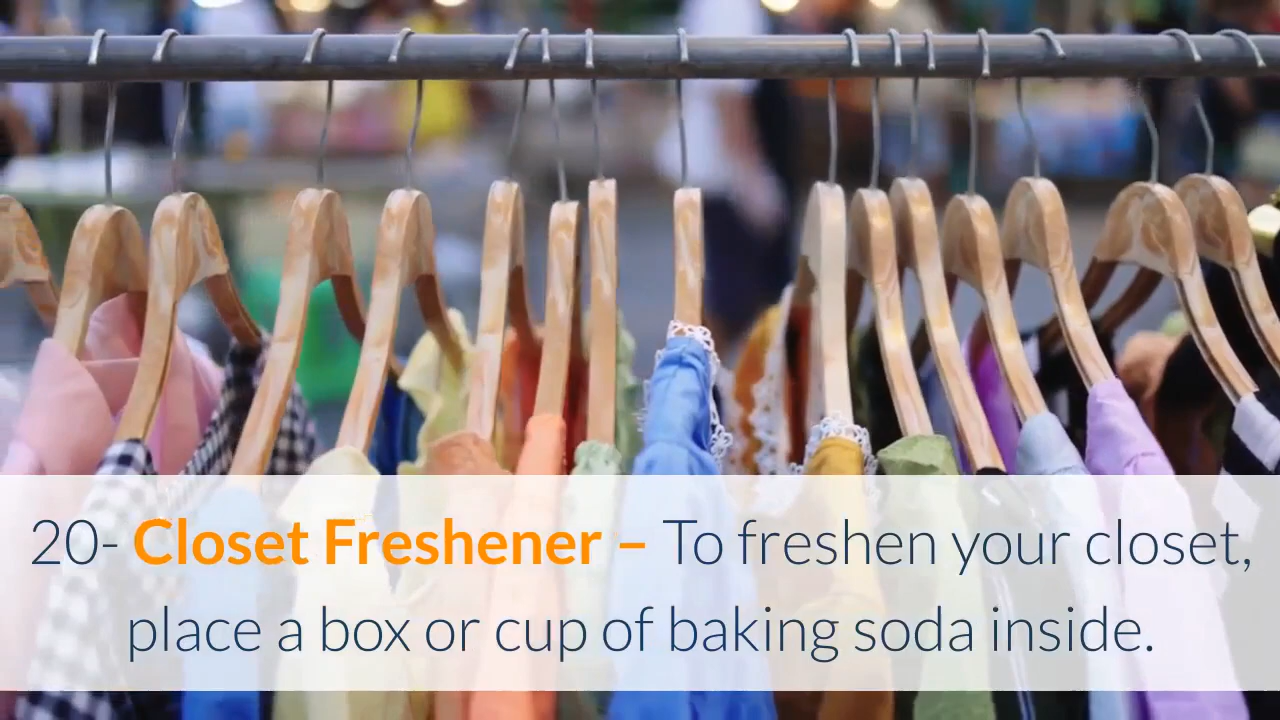 20- Closet Freshener – To freshen your closet,
place a box or cup of baking soda inside.